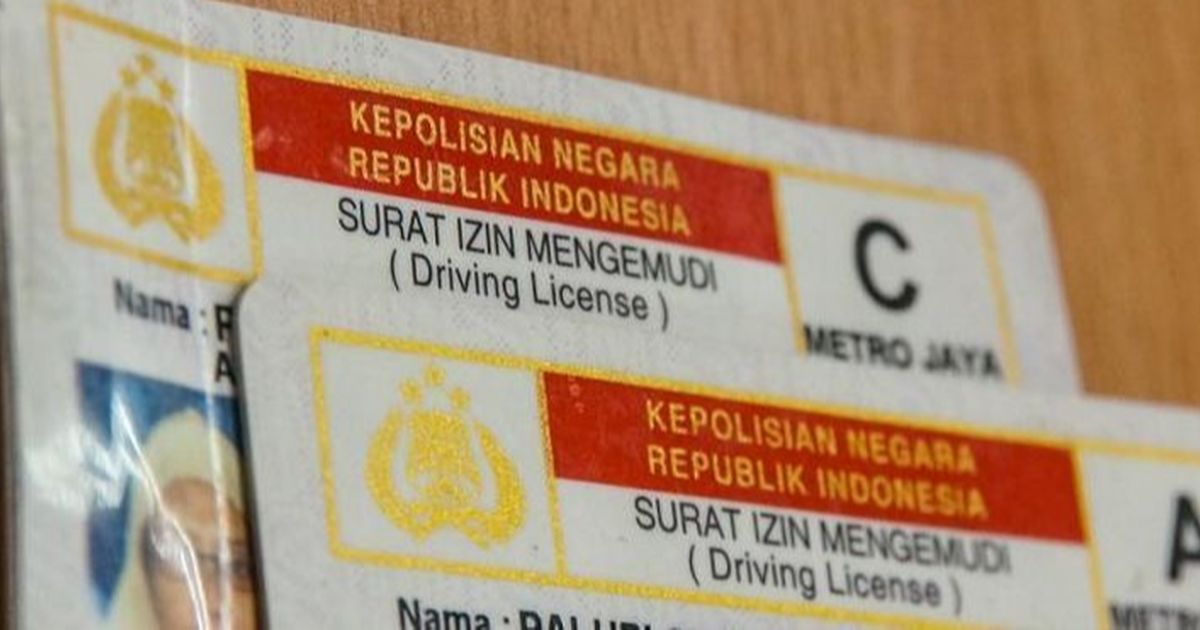 KEPOLISIAN NEGARA
REPUBLIK INDONESIA
SURAT IZIN MENGEMUDI
( Driving License )
C
METRO JAYA
Nama :
KEPOLISIAN NEGARA
REPUBLIK INDONESIA
SURAT IZIN MENGEMUDI
( Driving License )
A
Nama :